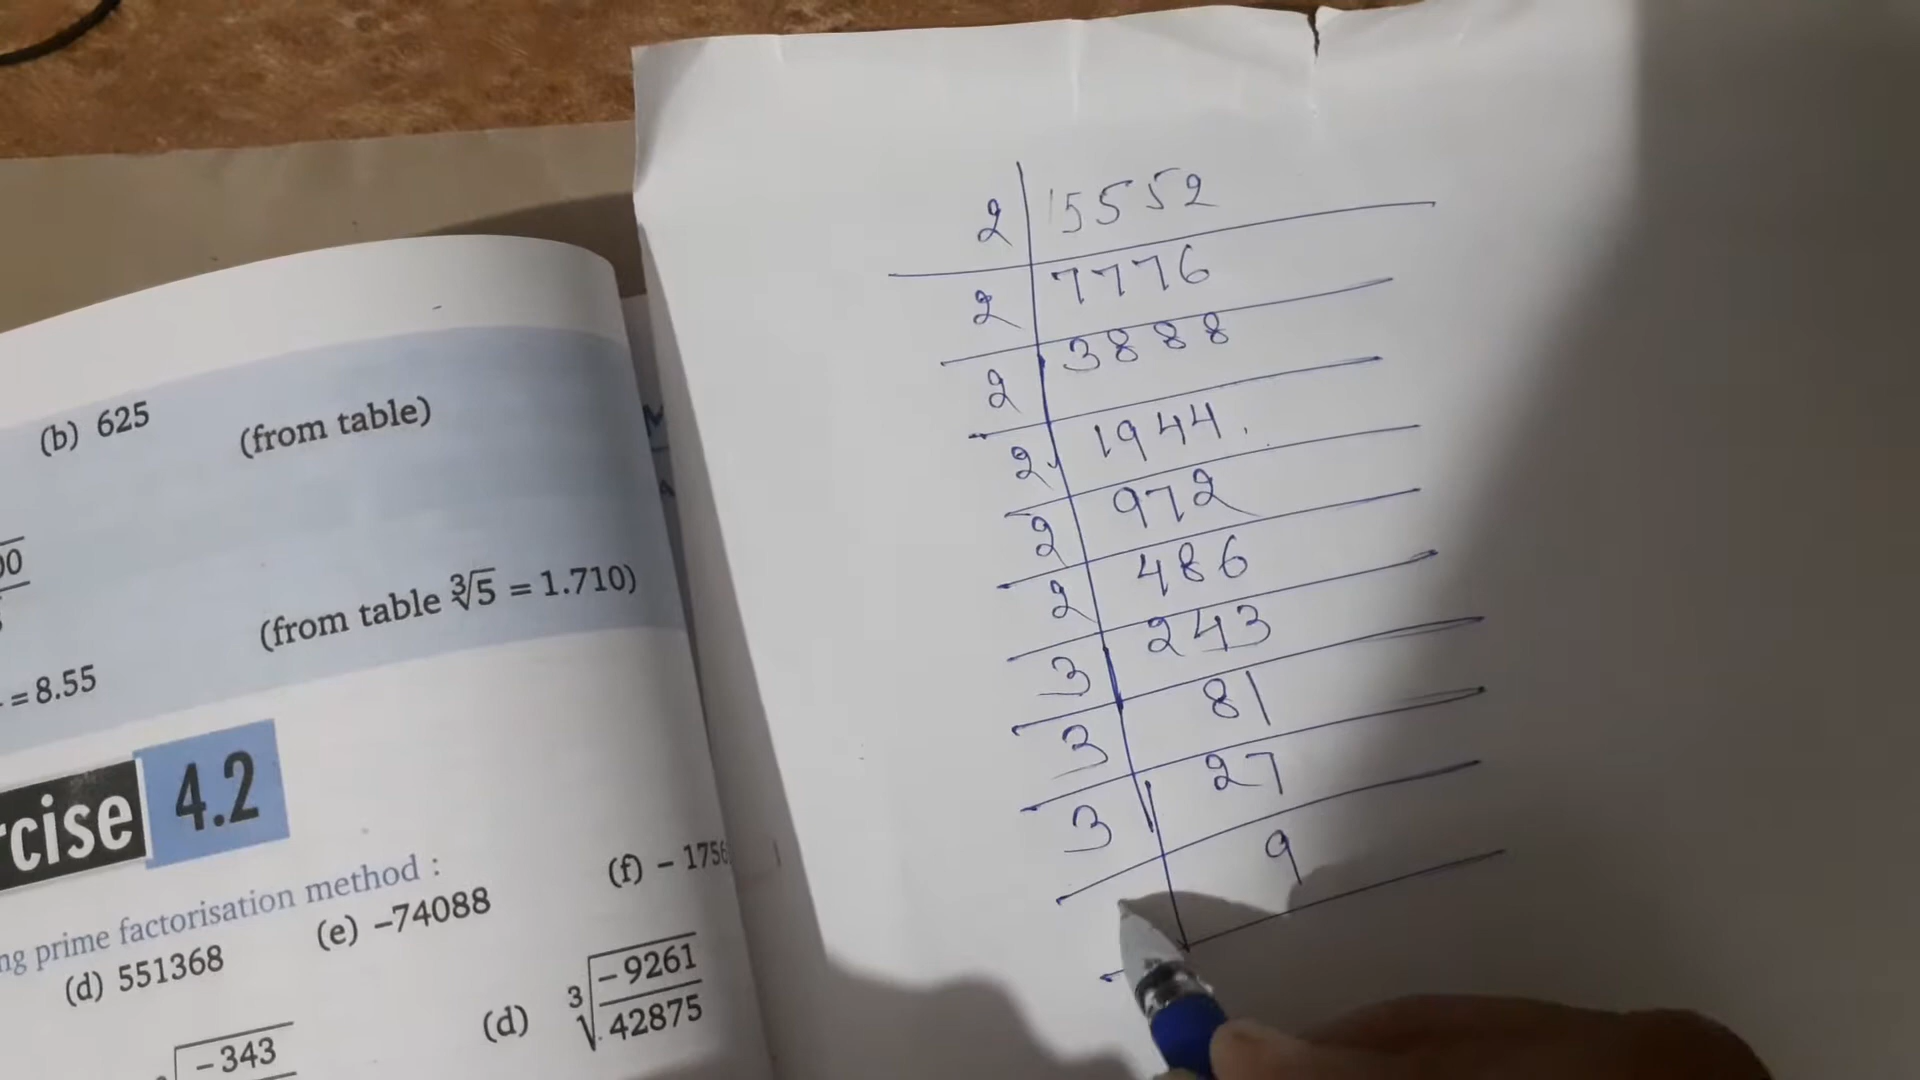 (b) 625 (from table)
(from table ∛5 = 1.710)
= 8.55
rcise 4.2
ng prime factorisation method :
(d) 551368 (e) –74088 (f) – 1756
(d) ∛(–9261/42875)
–343
2 | 15552
2 | 7776
2 | 3888
2 | 1944.
2 | 972
2 | 486
3 | 243
3 | 81
3 | 27
9